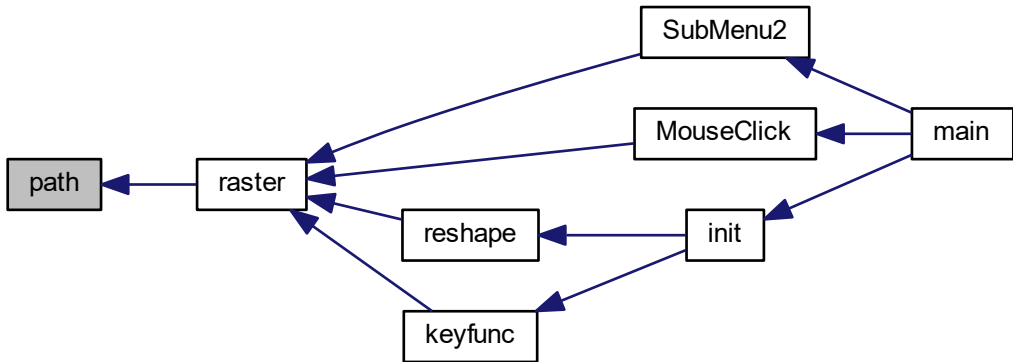 SubMenu2
MouseClick
main
path
raster
reshape
init
keyfunc